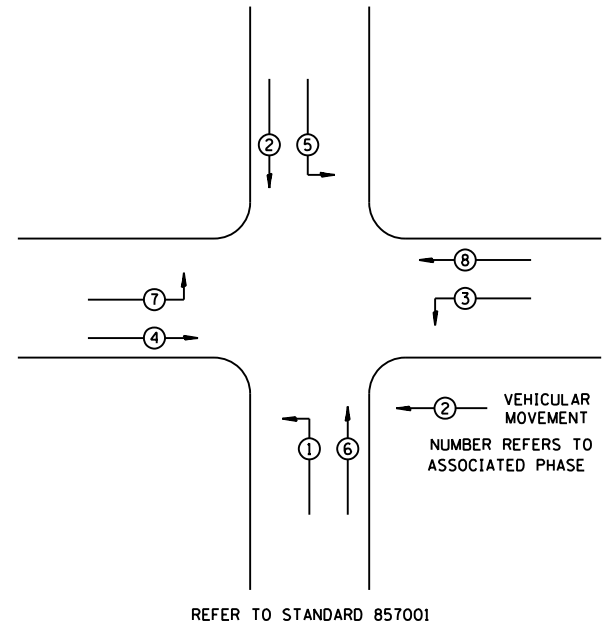 2
5
8
7
3
4
2
VEHICULAR
MOVEMENT
NUMBER REFERS TO
ASSOCIATED PHASE
1
6
REFER TO STANDARD 857001